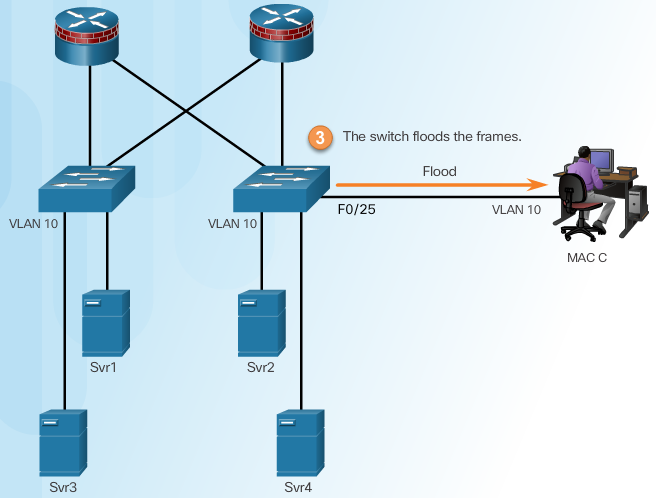 3 The switch floods the frames.
Flood
VLAN 10
VLAN 10
F0/25
VLAN 10
MAC C
Svr1
Svr2
Svr3
Svr4